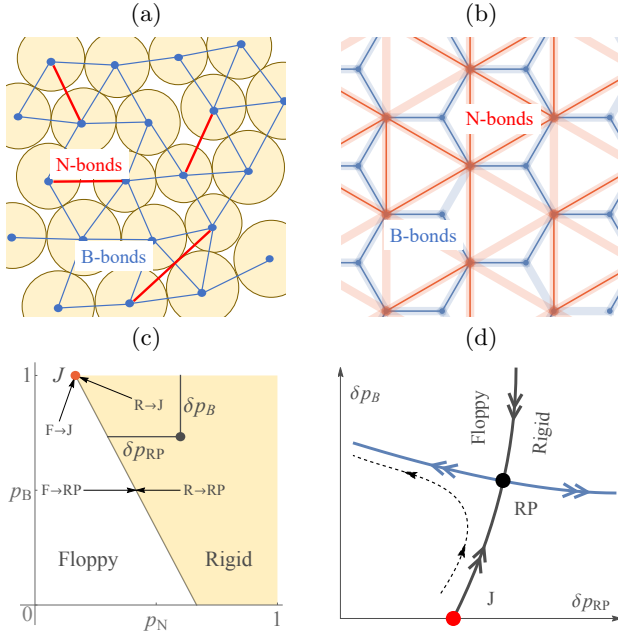 (a)
(b)
N-bonds
B-bonds
N-bonds
B-bonds
(c)
(d)
1
J
R→J
F→J
δp_B
δp_RP
p_B
F→RP
R→RP
Floppy
Rigid
0
p_N
1
δp_B
Floppy
Rigid
RP
J
δp_RP